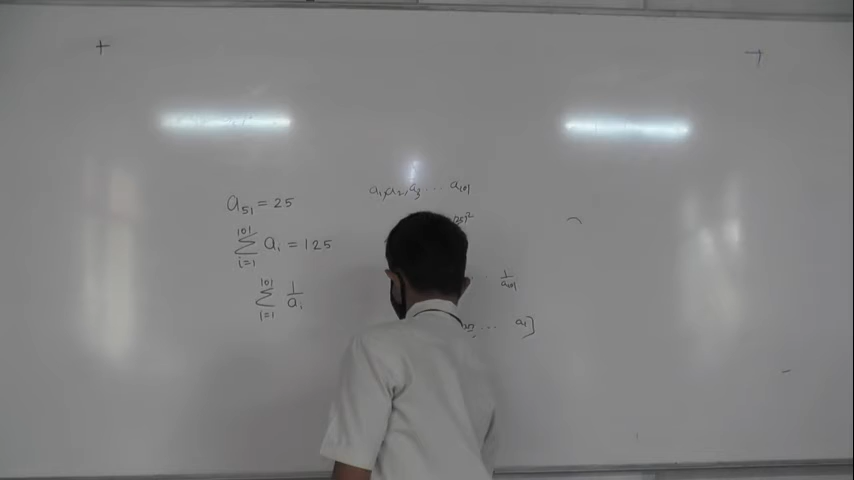 a₅₁ = 25
∑_{i=1}^{101} aᵢ = 125
∑_{i=1}^{101} 1/aᵢ
a₁, a₂, a₃ ... a₁₀₁
... 1/a₁₀₁
... a₁]